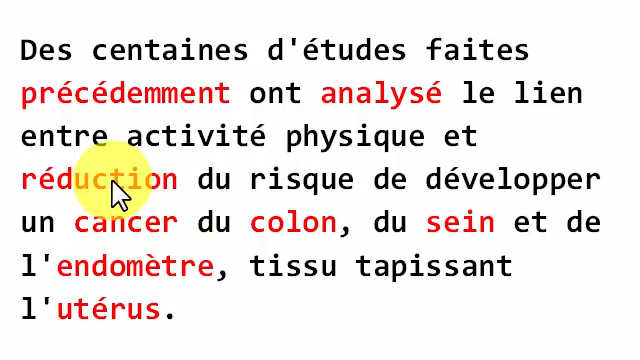 Des centaines d'études faites
précédemment ont analysé le lien
entre activité physique et
réduction du risque de développer
un cancer du colon, du sein et de
l'endomètre, tissu tapissant
l'utérus.